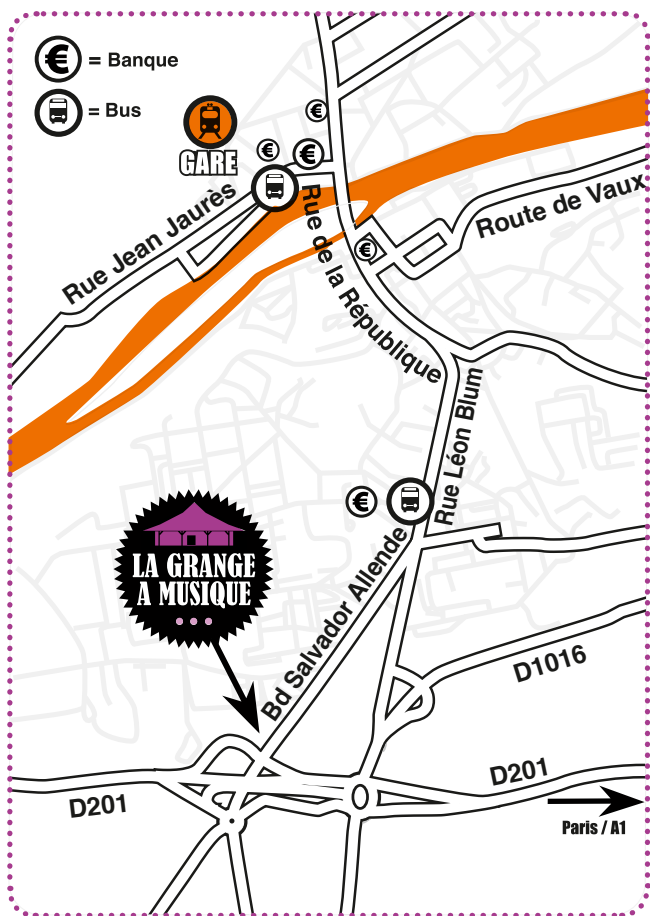 € = Banque
= Bus
GARE
€
€
€
Rue Jean Jaurès
Rue de la République
Route de Vaux
€
Rue Léon Blum
€
LA GRANGE
A MUSIQUE
Bd Salvador Allende
D1016
D201
D201
Paris / A1